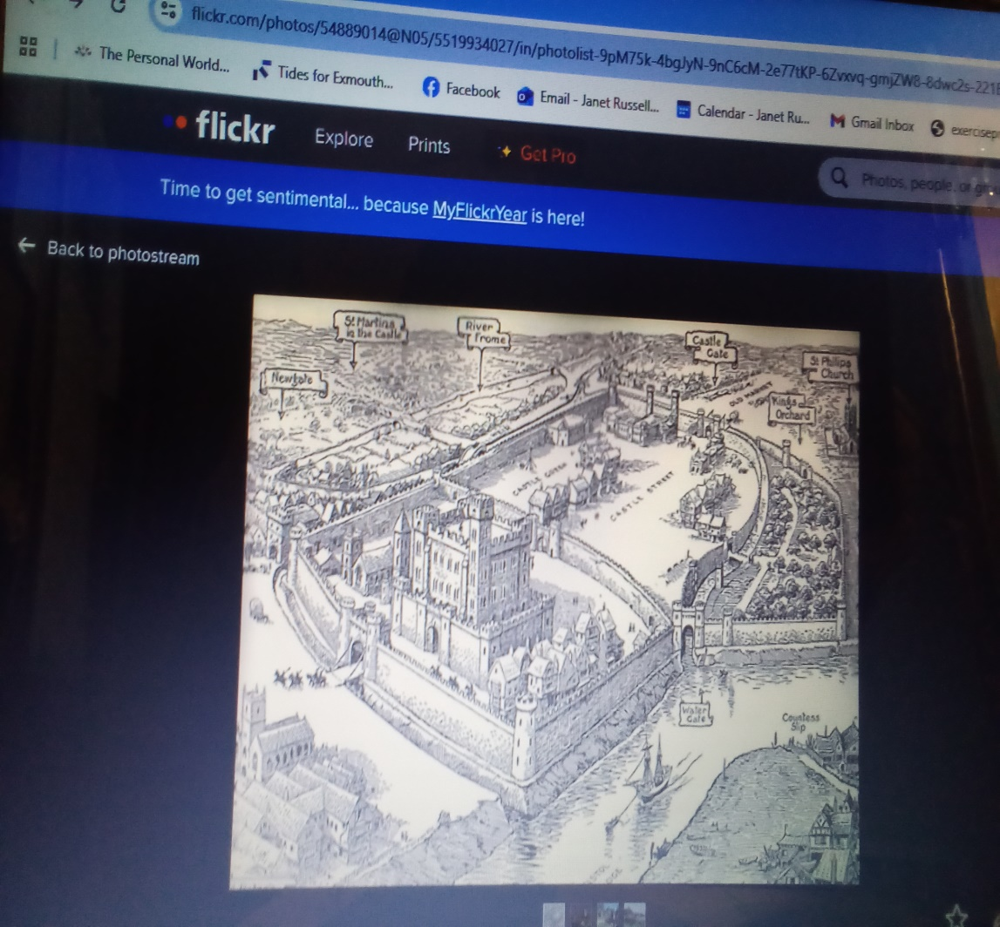 flickr.com/photos/54889014@N05/5519934027/in/photolist-9pM75k-4bgJyN-9nC6cM-2e77tKP-6Zvxvq-gmjZW8-8dwc2s-221
The Personal World...
Tides for Exmouth...
Facebook
Email - Janet Russell...
Calendar - Janet Ru...
Gmail Inbox
exercisep
flickr
Explore
Prints
Get Pro
Photos, people, or gr
Time to get sentimental... because MyFlickrYear is here!
Back to photostream
St Martins
in the Castle
River
Frome
Castle
Gate
St Philips
Church
Newgate
OLD MARKET
Kings
Orchard
CASTLE GREEN
CASTLE STREET
Water
Gate
Countess
Slip